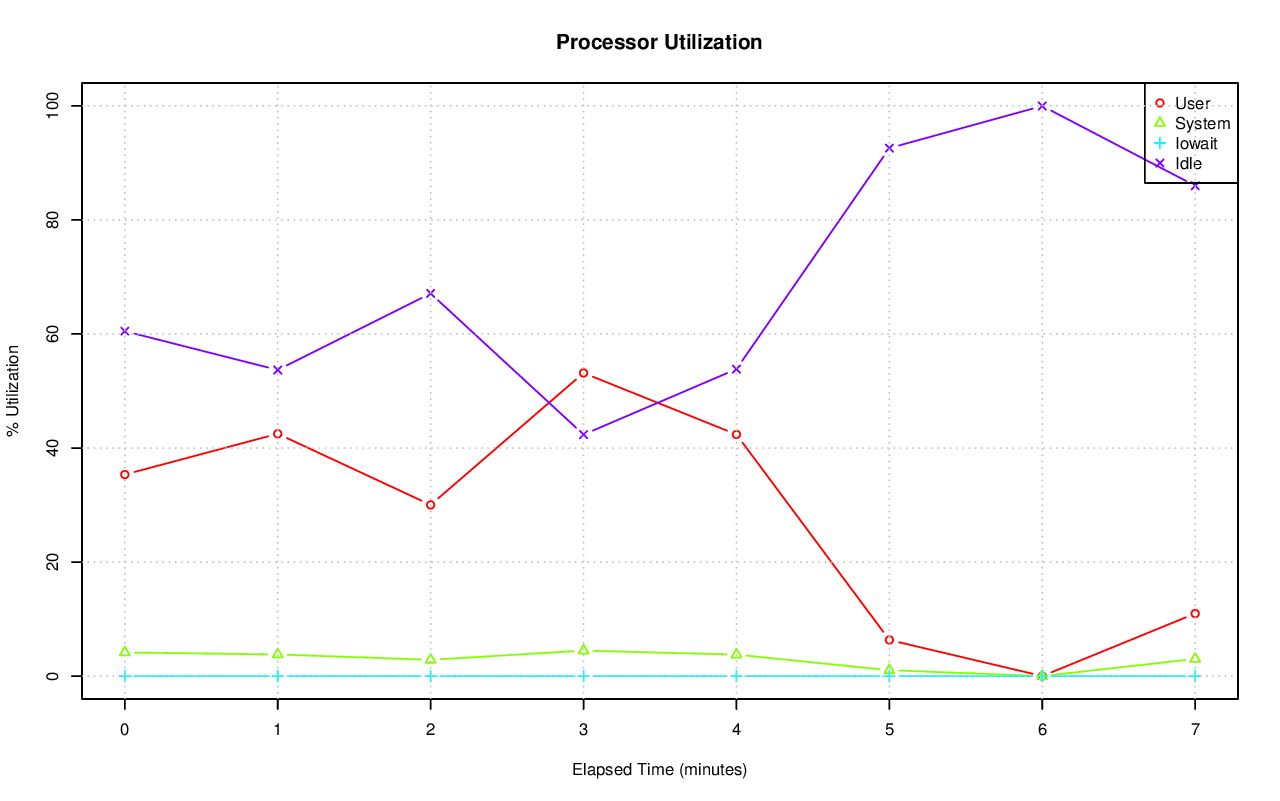 Processor Utilization
% Utilization
100
80
60
40
20
0
User
System
Iowait
Idle
0 1 2 3 4 5 6 7
Elapsed Time (minutes)